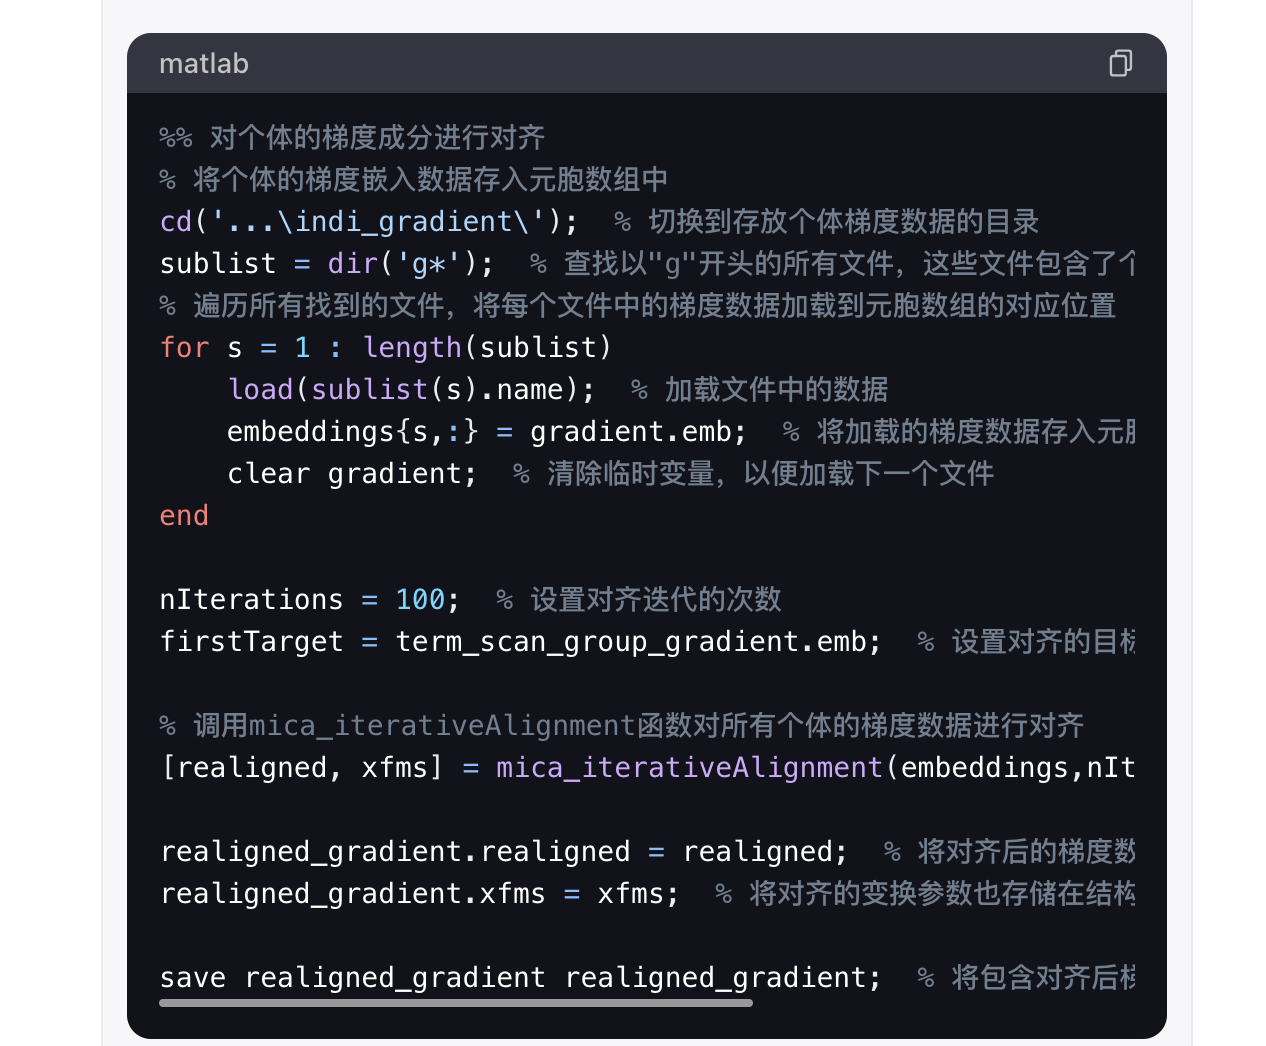 matlab
%% 对个体的梯度成分进行对齐
% 将个体的梯度嵌入数据存入元胞数组中
cd('...\indi_gradient\');  % 切换到存放个体梯度数据的目录
sublist = dir('g*');  % 查找以"g"开头的所有文件，这些文件包含了个
% 遍历所有找到的文件，将每个文件中的梯度数据加载到元胞数组的对应位置
for s = 1 : length(sublist)
    load(sublist(s).name);  % 加载文件中的数据
    embeddings{s,:} = gradient.emb;  % 将加载的梯度数据存入元
    clear gradient;  % 清除临时变量，以便加载下一个文件
end
nIterations = 100;  % 设置对齐迭代的次数
firstTarget = term_scan_group_gradient.emb;  % 设置对齐的目标
% 调用mica_iterativeAlignment函数对所有个体的梯度数据进行对齐
[realigned, xfms] = mica_iterativeAlignment(embeddings,nIt
realigned_gradient.realigned = realigned;  % 将对齐后的梯度数
realigned_gradient.xfms = xfms;  % 将对齐的变换参数也存储在结构
save realigned_gradient realigned_gradient;  % 将包含对齐后梯